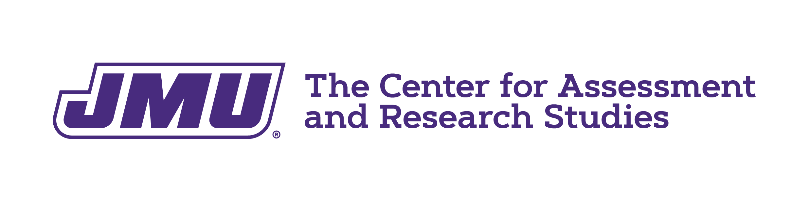 JMU®
The Center for Assessment
and Research Studies